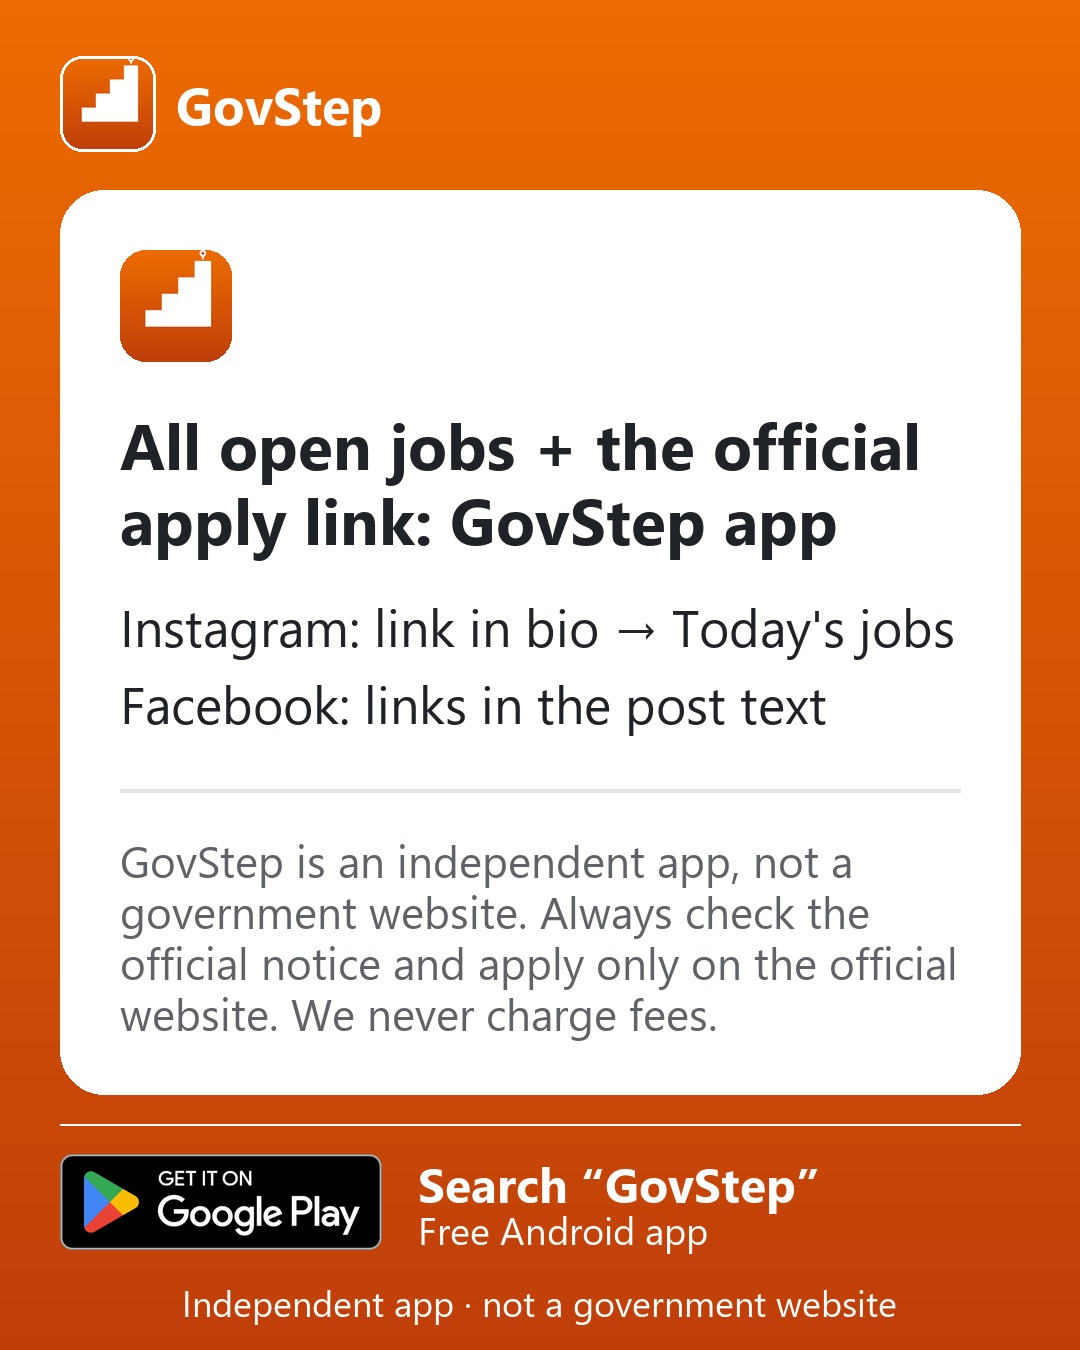 GovStep
All open jobs + the official
apply link: GovStep app
Instagram: link in bio → Today's jobs
Facebook: links in the post text
GovStep is an independent app, not a
government website. Always check the
official notice and apply only on the official
website. We never charge fees.
GET IT ON
Google Play
Search “GovStep”
Free Android app
Independent app · not a government website